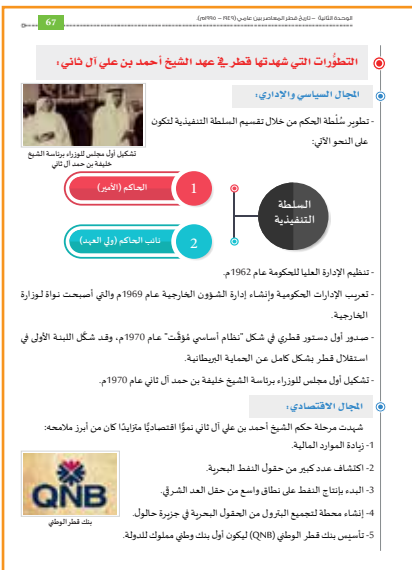 الوحدة الثانية - تاريخ قطر المعاصر بين عامي (1949 - 1995م)
67
التطوُّرات التي شهدتها قطر في عهد الشيخ أحمد بن علي آل ثاني:
المجال السياسي والإداري:
- تطوير سُلْطة الحكم من خلال تقسيم السلطة التنفيذية لتكون
على النحو الآتي:
تشكيل أول مجلس للوزراء برئاسة الشيخ
خليفة بن حمد آل ثاني
السلطة
التنفيذية
1
الحاكم (الأمير)
2
نائب الحاكم (ولي العهد)
- تنظيم الإدارة العليا للحكومة عام 1962م.
- تعريب الإدارات الحكومية وإنشاء إدارة الشؤون الخارجية عام 1969م والتي أصبحت نواة لوزارة
الخارجية.
- صدور أول دستور قطري في شكل "نظام أساسي مُؤقَّت" عام 1970م، وقد شكَّل اللبنة الأولى في
استقلال قطر بشكل كامل عن الحماية البريطانية.
- تشكيل أول مجلس للوزراء برئاسة الشيخ خليفة بن حمد آل ثاني عام 1970م.
المجال الاقتصادي:
شهدت مرحلة حكم الشيخ أحمد بن علي آل ثاني نموًّا اقتصاديًّا متزايدًا كان من أبرز ملامحه:
1- زيادة الموارد المالية.
2- اكتشاف عدد كبير من حقول النفط البحرية.
3- البدء بإنتاج النفط على نطاق واسع من حقل العد الشرقي.
4- إنشاء محطة لتجميع البترول من الحقول البحرية في جزيرة حالول.
5- تأسيس بنك قطر الوطني (QNB) ليكون أول بنك وطني مملوك للدولة.
QNB
بنك قطر الوطني